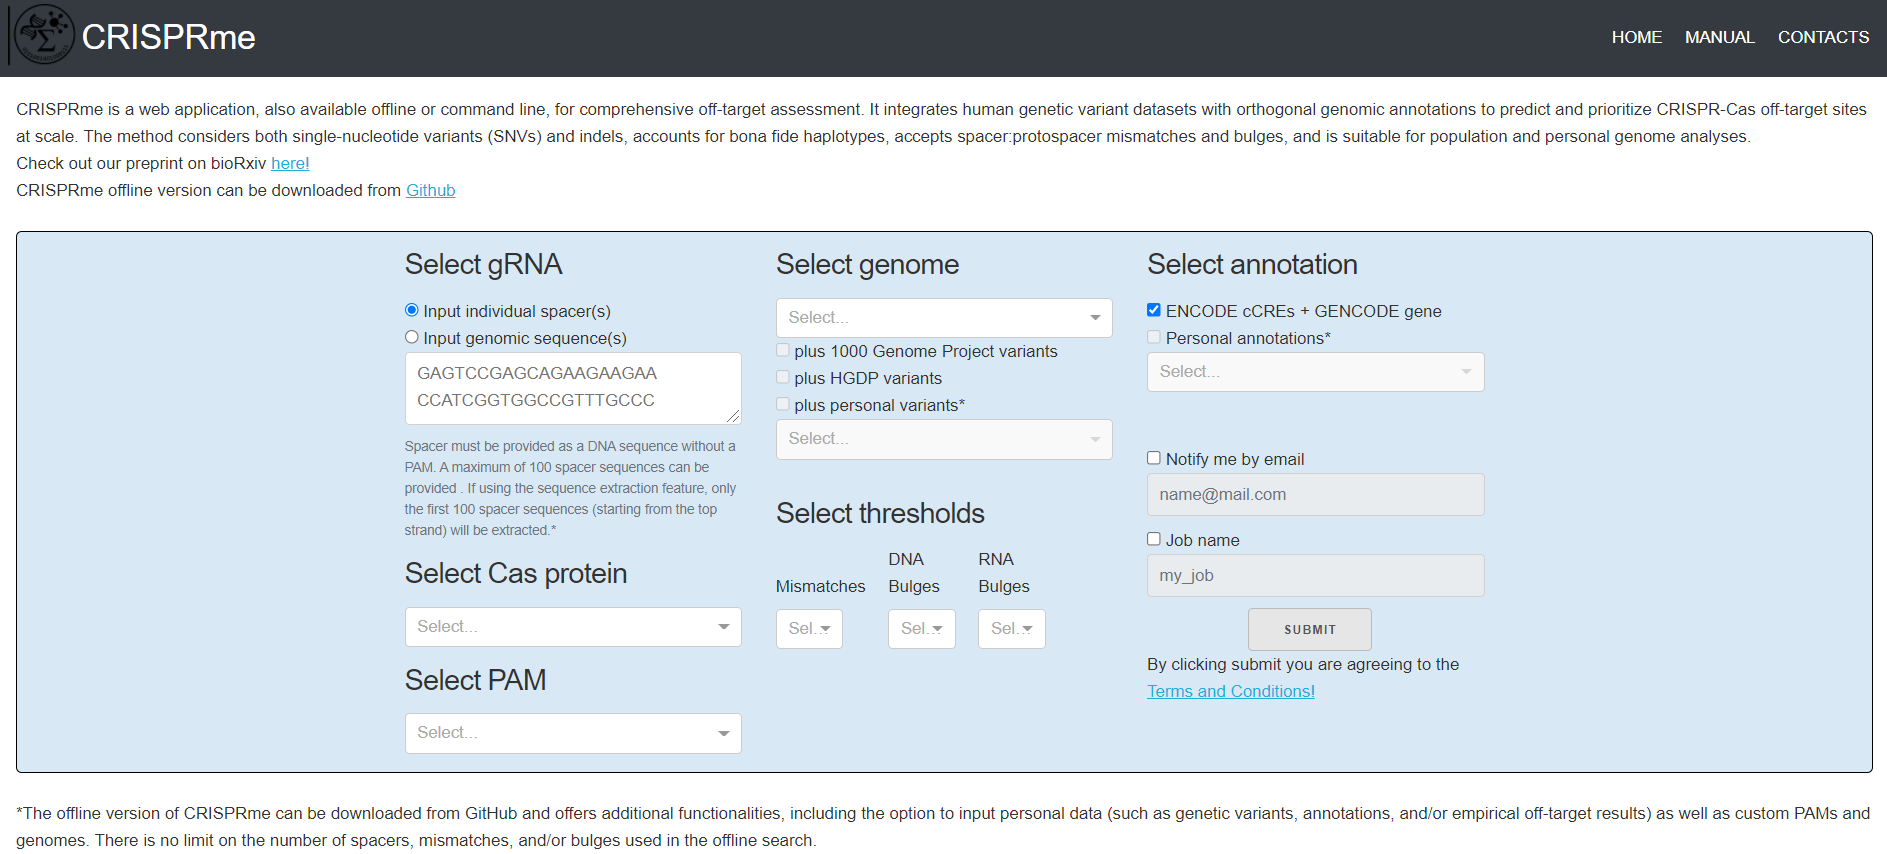 CRISPRme
HOME MANUAL CONTACTS
CRISPRme is a web application, also available offline or command line, for comprehensive off-target assessment. It integrates human genetic variant datasets with orthogonal genomic annotations to predict and prioritize CRISPR-Cas off-target sites
at scale. The method considers both single-nucleotide variants (SNVs) and indels, accounts for bona fide haplotypes, accepts spacer:protospacer mismatches and bulges, and is suitable for population and personal genome analyses.
Check out our preprint on bioRxiv here!
CRISPRme offline version can be downloaded from Github
Select gRNA
Input individual spacer(s)
Input genomic sequence(s)
GAGTCCGAGCAGAAGAAGAA
CCATCGGTGGCCGTTTGCCC
Spacer must be provided as a DNA sequence without a
PAM. A maximum of 100 spacer sequences can be
provided . If using the sequence extraction feature, only
the first 100 spacer sequences (starting from the top
strand) will be extracted.*
Select Cas protein
Select...
Select PAM
Select...
Select genome
Select...
plus 1000 Genome Project variants
plus HGDP variants
plus personal variants*
Select...
Select thresholds
Mismatches
DNA
Bulges
RNA
Bulges
Sel...
Sel...
Sel...
Select annotation
ENCODE cCREs + GENCODE gene
Personal annotations*
Select...
Notify me by email
name@mail.com
Job name
my_job
SUBMIT
By clicking submit you are agreeing to the
Terms and Conditions!
*The offline version of CRISPRme can be downloaded from GitHub and offers additional functionalities, including the option to input personal data (such as genetic variants, annotations, and/or empirical off-target results) as well as custom PAMs and
genomes. There is no limit on the number of spacers, mismatches, and/or bulges used in the offline search.